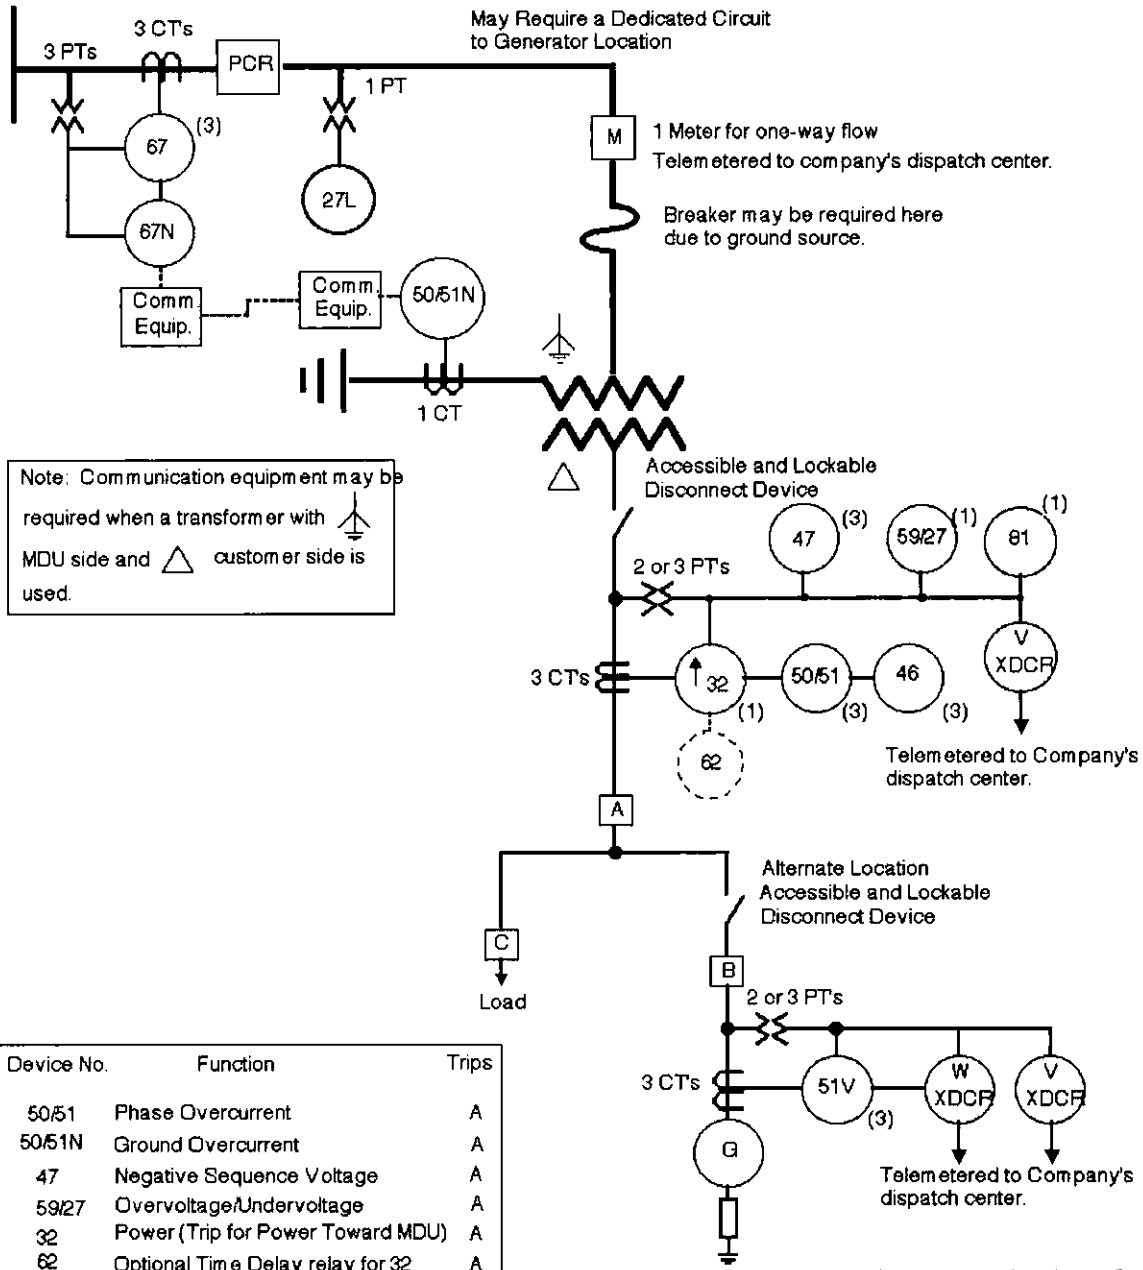 May Require a Dedicated Circuit
to Generator Location
3 CT's
3 PTs
PCR
1 PT
67
(3)
27L
67N
M
1 Meter for one-way flow
Telemetered to company's dispatch center.
Breaker may be required here
due to ground source.
Comm.
Equip.
Comm.
Equip.
50/51N
1 CT
Note: Communication equipment may be
required when a transformer with
MDU side and
customer side is
used.
Accessible and Lockable
Disconnect Device
47
(3)
59/27
(1)
81
(1)
2 or 3 PT's
V
XDCR
3 CT's
32
(1)
50/51
(3)
46
(3)
62
Telemetered to Company's
dispatch center.
A
Alternate Location
Accessible and Lockable
Disconnect Device
C
Load
B
2 or 3 PT's
3 CT's
51V
(3)
W
XDCR
V
XDCR
G
Telemetered to Company's
dispatch center.
Device No. Function Trips
50/51 Phase Overcurrent A
50/51N Ground Overcurrent A
47 Negative Sequence Voltage A
59/27 Overvoltage/Undervoltage A
32 Power (Trip for Power Toward MDU) A
62 Optional Time Delay relay for 32 A